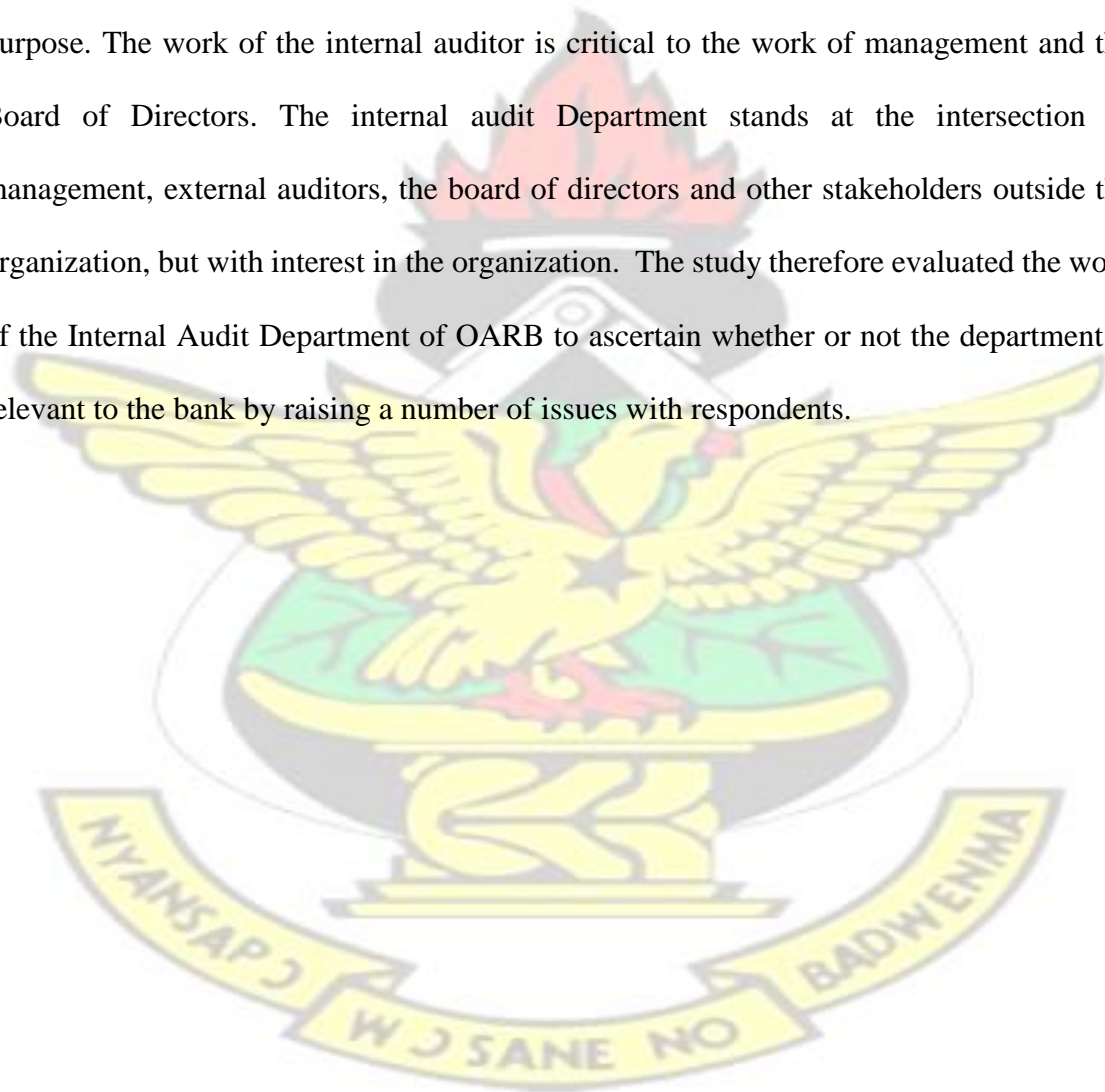 urpose. The work of the internal auditor is critical to the work of management and th
Board of Directors. The internal audit Department stands at the intersection
management, external auditors, the board of directors and other stakeholders outside th
rganization, but with interest in the organization. The study therefore evaluated the wo
f the Internal Audit Department of OARB to ascertain whether or not the department
elevant to the bank by raising a number of issues with respondents.
NYANSAPƆ
WƆ SANE NO
BADWENMA